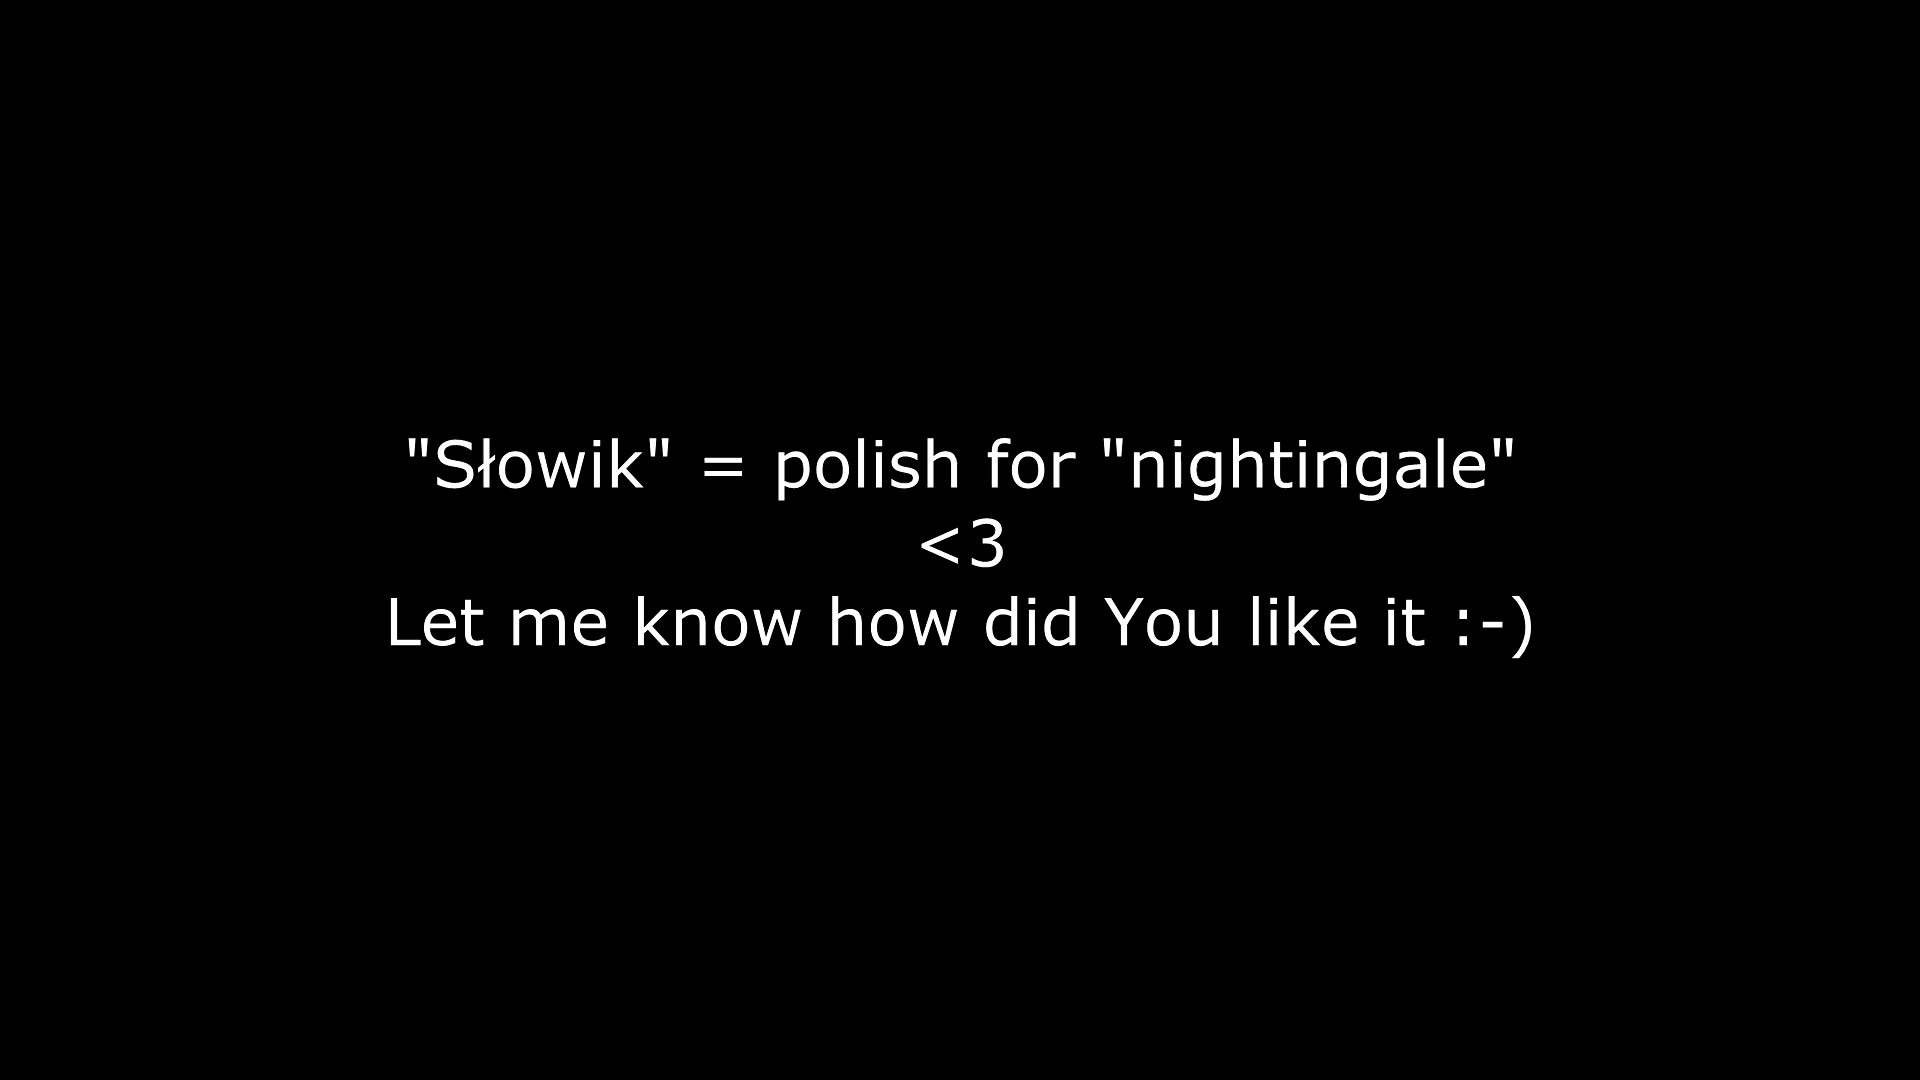 "Słowik" = polish for "nightingale"
<3
Let me know how did You like it :-)